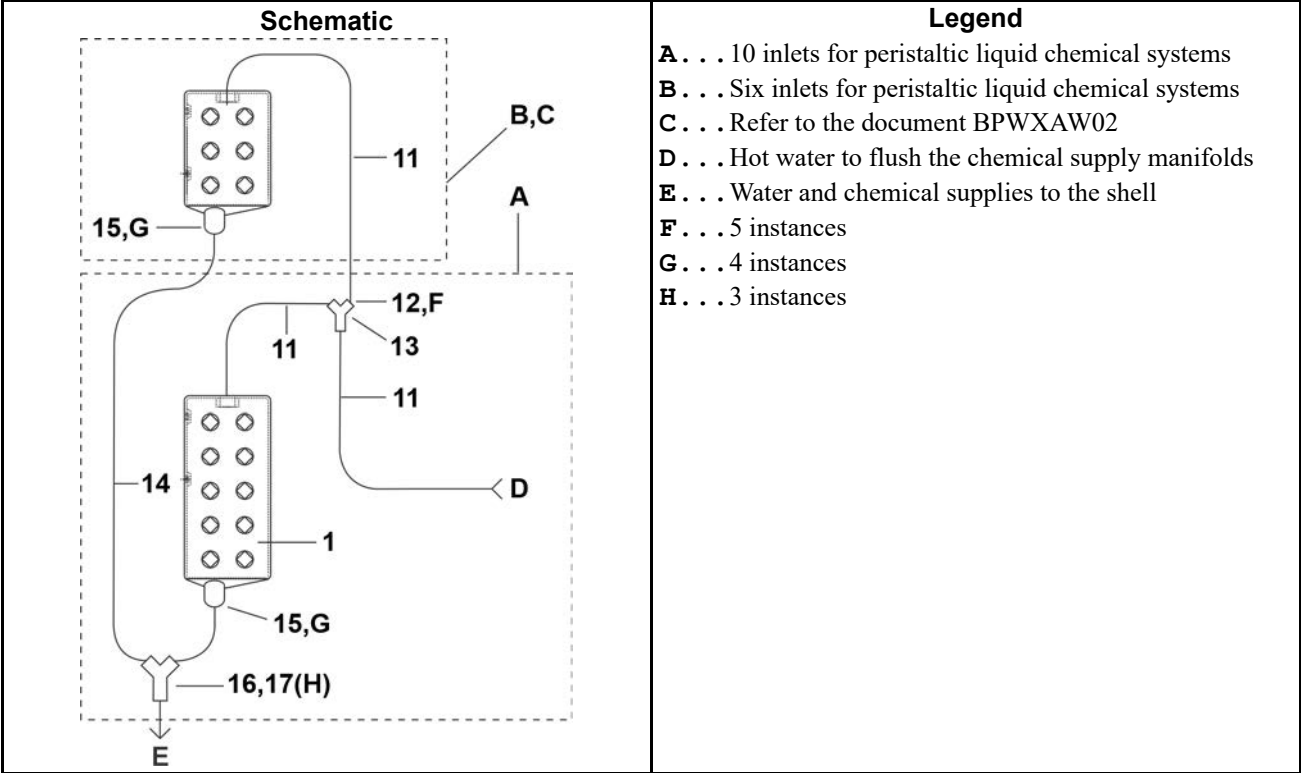 Schematic
B,C
11
A
15,G
12,F
13
11
11
14
D
1
15,G
16,17(H)
E
Legend
A...10 inlets for peristaltic liquid chemical systems
B...Six inlets for peristaltic liquid chemical systems
C...Refer to the document BPWXAW02
D...Hot water to flush the chemical supply manifolds
E...Water and chemical supplies to the shell
F...5 instances
G...4 instances
H...3 instances